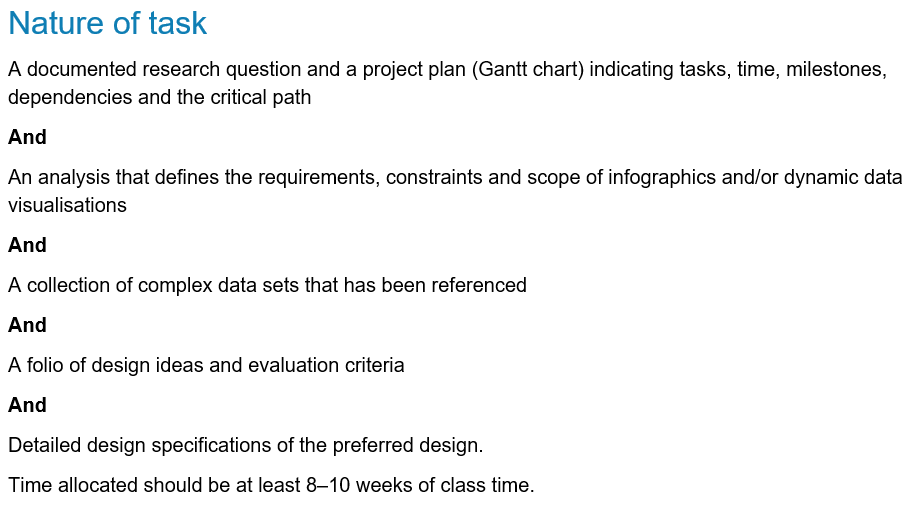 Nature of task
A documented research question and a project plan (Gantt chart) indicating tasks, time, milestones,
dependencies and the critical path
And
An analysis that defines the requirements, constraints and scope of infographics and/or dynamic data
visualisations
And
A collection of complex data sets that has been referenced
And
A folio of design ideas and evaluation criteria
And
Detailed design specifications of the preferred design.
Time allocated should be at least 8–10 weeks of class time.